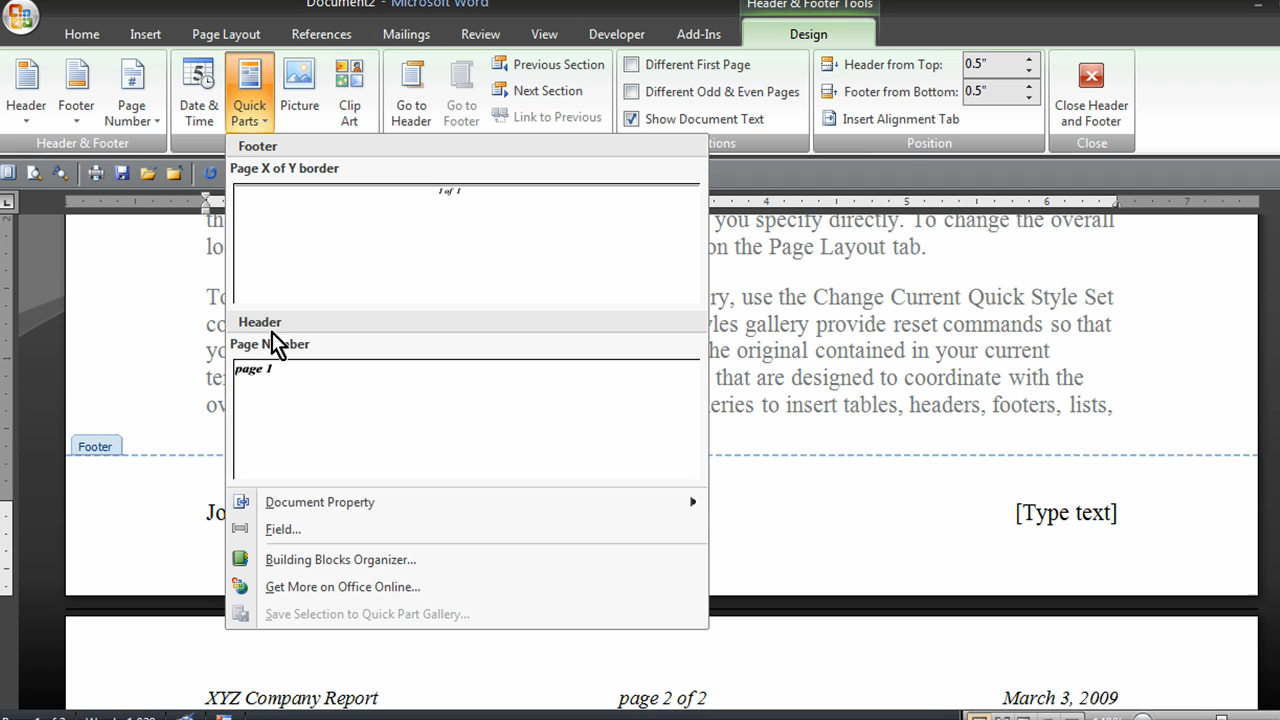 Document2 - Microsoft Word
Header & Footer Tools
Home Insert Page Layout References Mailings Review View Developer Add-Ins Design
Header Footer Page Number
Header & Footer
Date & Time Quick Parts Picture Clip Art
Go to Header Go to Footer
Previous Section
Next Section
Link to Previous
Different First Page
Different Odd & Even Pages
Show Document Text
tions
Header from Top: 0.5"
Footer from Bottom: 0.5"
Insert Alignment Tab
Position
Close Header and Footer
Close
Footer
Page X of Y border
1 of 1
Header
Page Number
page 1
Document Property
Field...
Building Blocks Organizer...
Get More on Office Online...
Save Selection to Quick Part Gallery...
4 5 6 7
you specify directly. To change the overall
on the Page Layout tab.
use the Change Current Quick Style Set
gallery provide reset commands so that
the original contained in your current
that are designed to coordinate with the
to insert tables, headers, footers, lists,
Footer
[Type text]
XYZ Company Report page 2 of 2 March 3, 2009